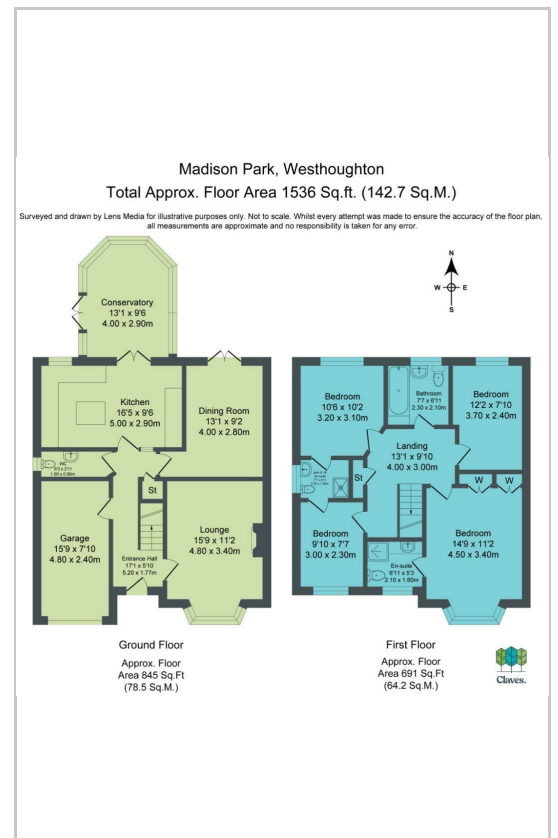 Madison Park, Westhoughton
Total Approx. Floor Area 1536 Sq.ft. (142.7 Sq.M.)
Surveyed and drawn by Lens Media for illustrative purposes only. Not to scale. Whilst every attempt was made to ensure the accuracy of the floor plan,
all measurements are approximate and no responsibility is taken for any error.
N
W E
S
Conservatory
13'1 x 9'6
4.00 x 2.90m
Kitchen
16'5 x 9'6
5.00 x 2.90m
Dining Room
13'1 x 9'2
4.00 x 2.80m
WC
St
Garage
15'9 x 7'10
4.80 x 2.40m
Entrance Hall
17'1 x 5'10
5.20 x 1.77m
Lounge
15'9 x 11'2
4.80 x 3.40m
Ground Floor
Approx. Floor
Area 845 Sq.Ft
(78.5 Sq.M.)
Bedroom
10'6 x 10'2
3.20 x 3.10m
Bathroom
7'7 x 6'11
2.30 x 2.10m
Bedroom
12'2 x 7'10
3.70 x 2.40m
Landing
13'1 x 9'10
4.00 x 3.00m
St
W W
Bedroom
9'10 x 7'7
3.00 x 2.30m
En-suite
6'11 x 5'3
2.10 x 1.60m
Bedroom
14'9 x 11'2
4.50 x 3.40m
First Floor
Approx. Floor
Area 691 Sq.Ft
(64.2 Sq.M.)
Claves.